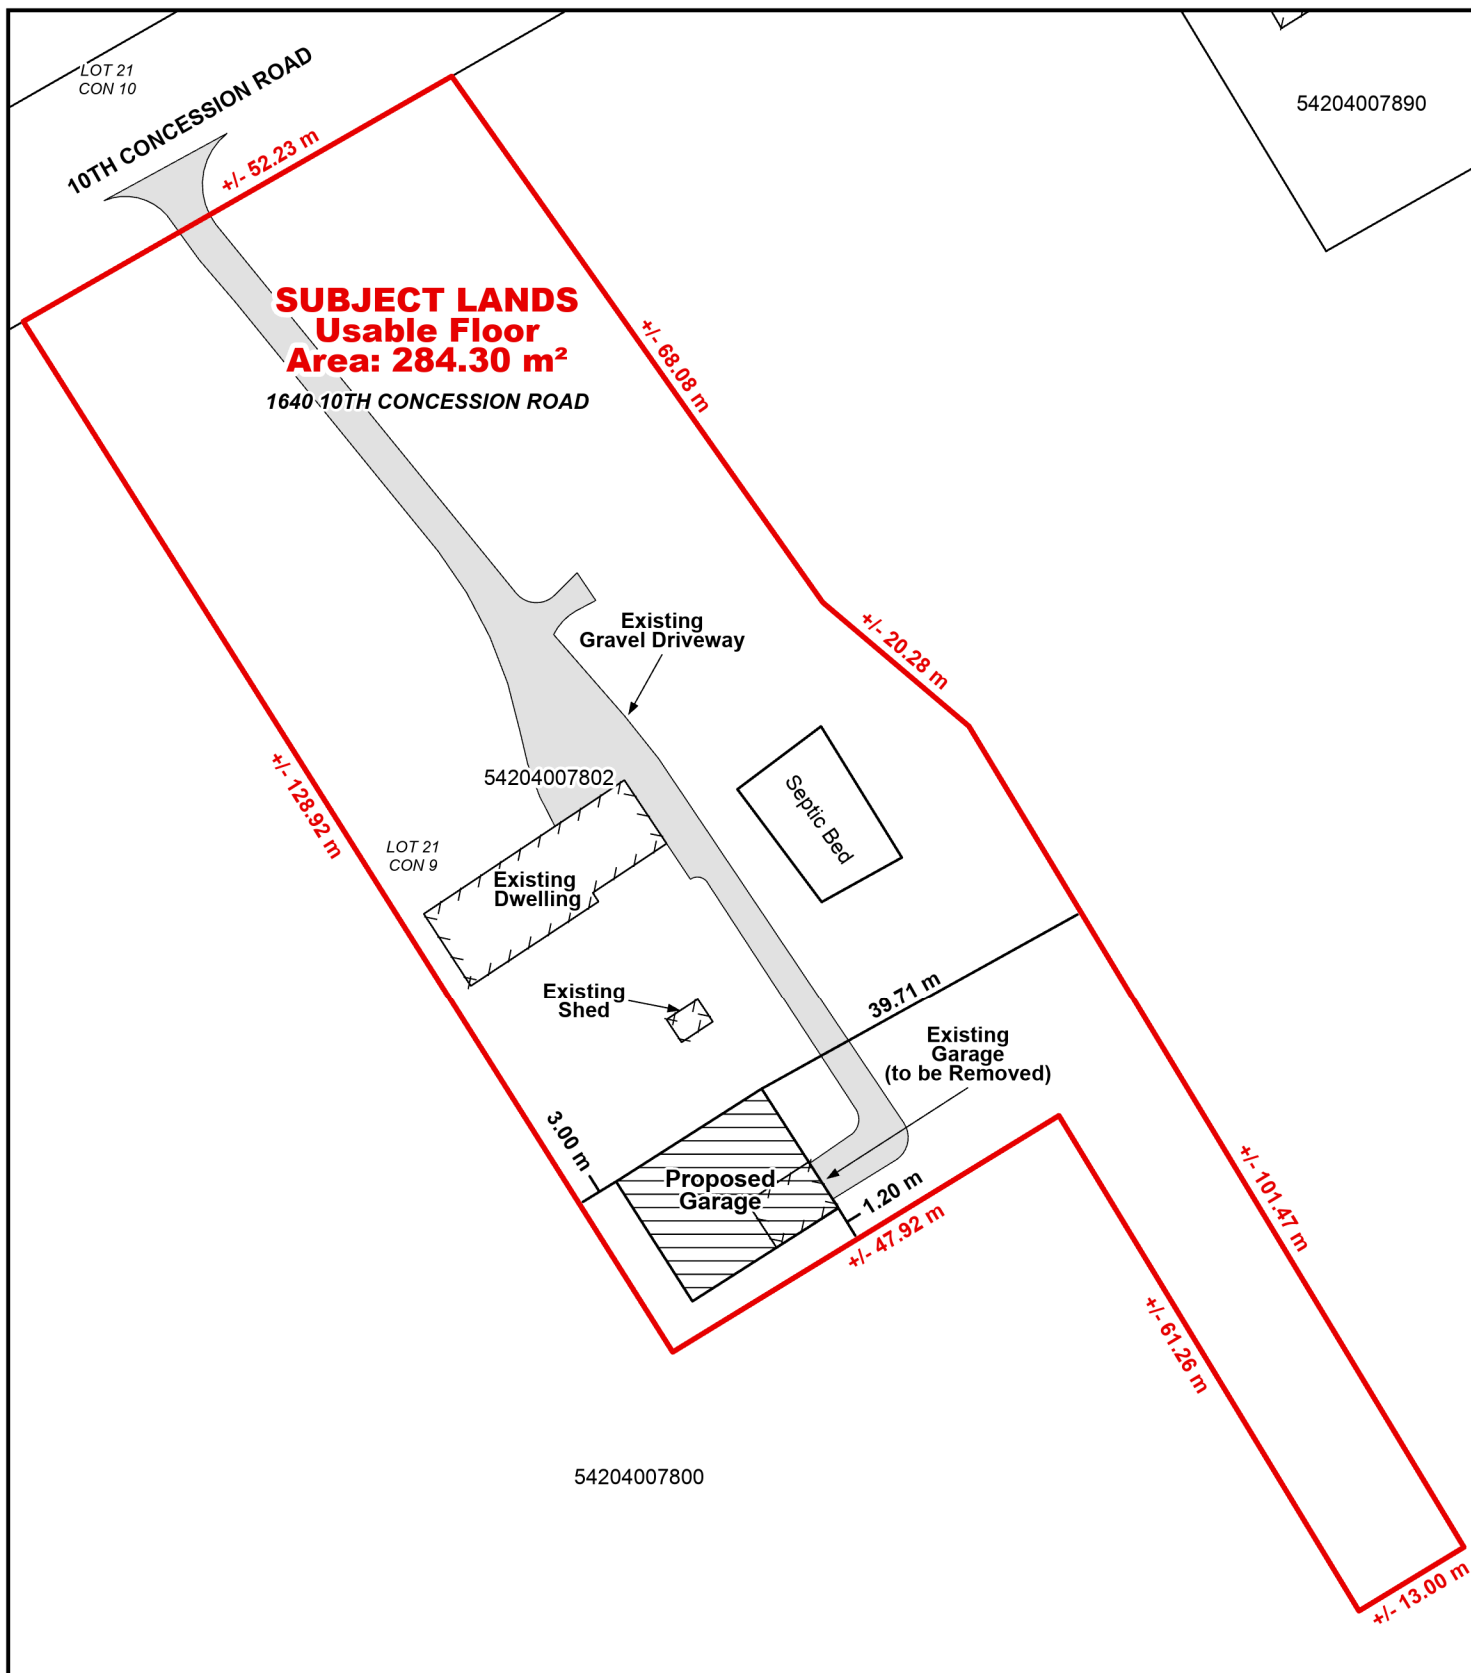 LOT 21
CON 10
10TH CONCESSION ROAD
54204007890
+/- 52.23 m
SUBJECT LANDS
Usable Floor
Area: 284.30 m²
1640 10TH CONCESSION ROAD
+/- 68.08 m
Existing
Gravel Driveway
+/- 20.28 m
+/- 128.92 m
54204007802
Septic Bed
LOT 21
CON 9
Existing
Dwelling
Existing
Shed
39.71 m
Existing
Garage
(to be Removed)
3.00 m
Proposed
Garage
1.20 m
+/- 47.92 m
+/- 101.47 m
+/- 61.26 m
54204007800
+/- 13.00 m